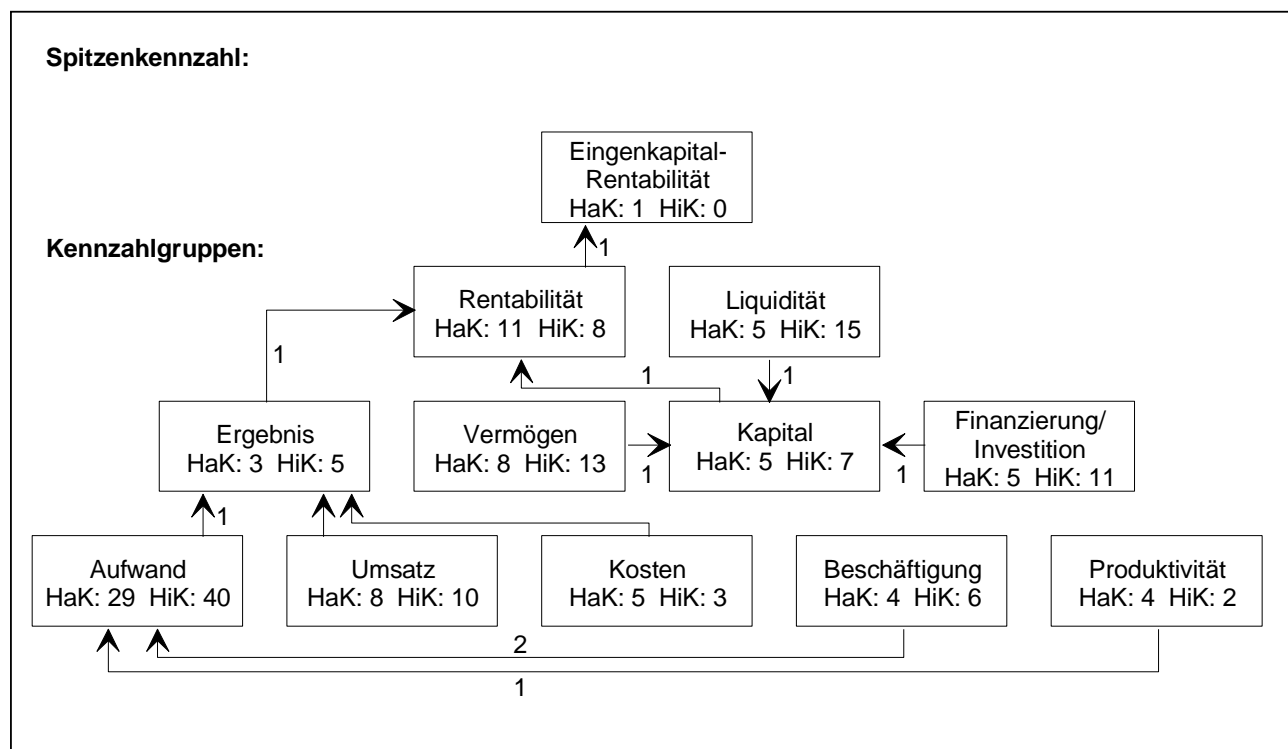 Spitzenkennzahl:
Eingenkapital-
Rentabilität
HaK: 1 HiK: 0
Kennzahlgruppen:
1
Rentabilität
HaK: 11 HiK: 8
Liquidität
HaK: 5 HiK: 15
1
1
1
Ergebnis
HaK: 3 HiK: 5
Vermögen
HaK: 8 HiK: 13
1
Kapital
HaK: 5 HiK: 7
1
Finanzierung/
Investition
HaK: 5 HiK: 11
1
Aufwand
HaK: 29 HiK: 40
Umsatz
HaK: 8 HiK: 10
Kosten
HaK: 5 HiK: 3
Beschäftigung
HaK: 4 HiK: 6
Produktivität
HaK: 4 HiK: 2
2
1